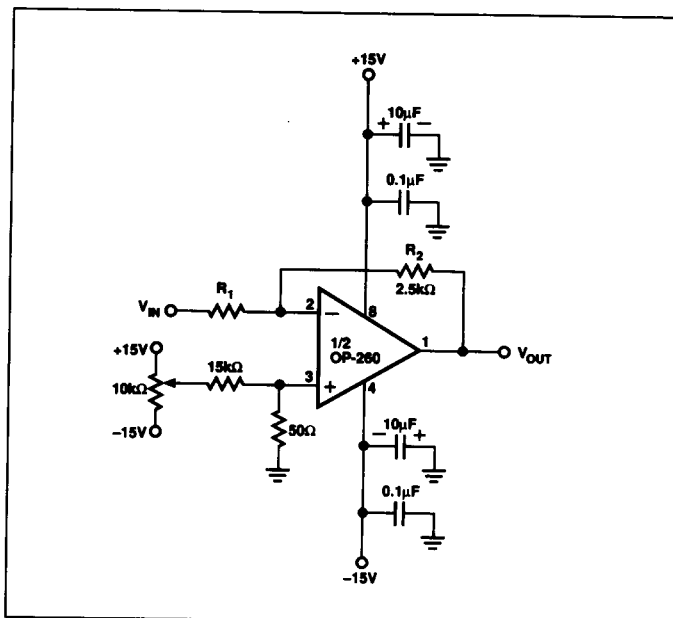 +15V
+ 10µF −
0.1µF
R2
2.5kΩ
R1
VIN
2
−
8
1/2
OP-260
1
VOUT
+15V
15kΩ
3
+
10kΩ
4
−15V
50Ω
− 10µF +
0.1µF
−15V